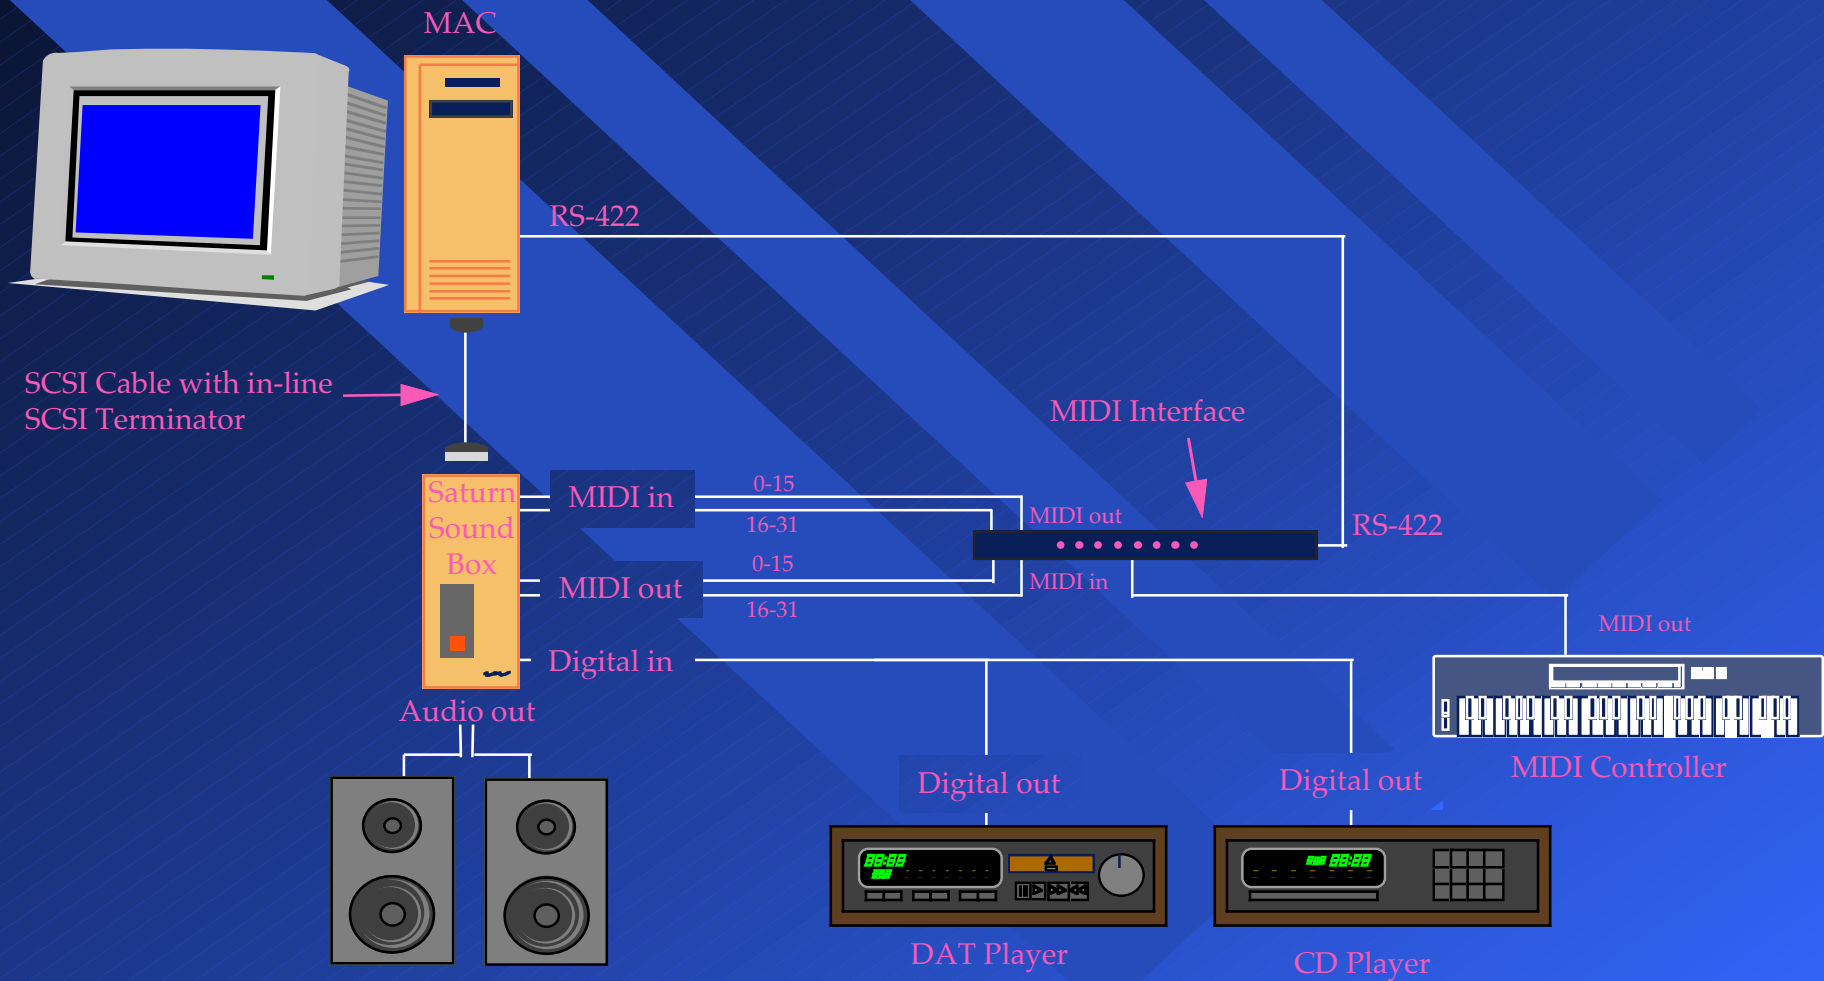 MAC
RS-422
SCSI Cable with in-line
SCSI Terminator
MIDI Interface
Saturn
Sound
Box
MIDI in
0-15
16-31
MIDI out
RS-422
MIDI out
0-15
16-31
MIDI in
MIDI out
Digital in
Audio out
Digital out
Digital out
MIDI Controller
DAT Player
CD Player